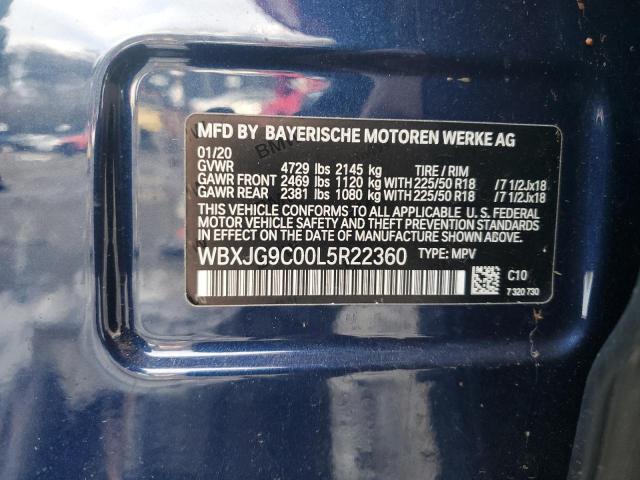 MFD BY BAYERISCHE MOTOREN WERKE AG
01/20
GVWR 4729 lbs 2145 kg TIRE / RIM
GAWR FRONT 2469 lbs 1120 kg WITH 225/50 R18 /7 1/2Jx18
GAWR REAR 2381 lbs 1080 kg WITH 225/50 R18 /7 1/2Jx18
THIS VEHICLE CONFORMS TO ALL APPLICABLE U. S. FEDERAL
MOTOR VEHICLE SAFETY AND THEFT PREVENTION STANDARDS IN
EFFECT ON THE DATE OF MANUFACTURE SHOWN ABOVE.
WBXJG9C00L5R22360 TYPE: MPV
C10
7 320 730